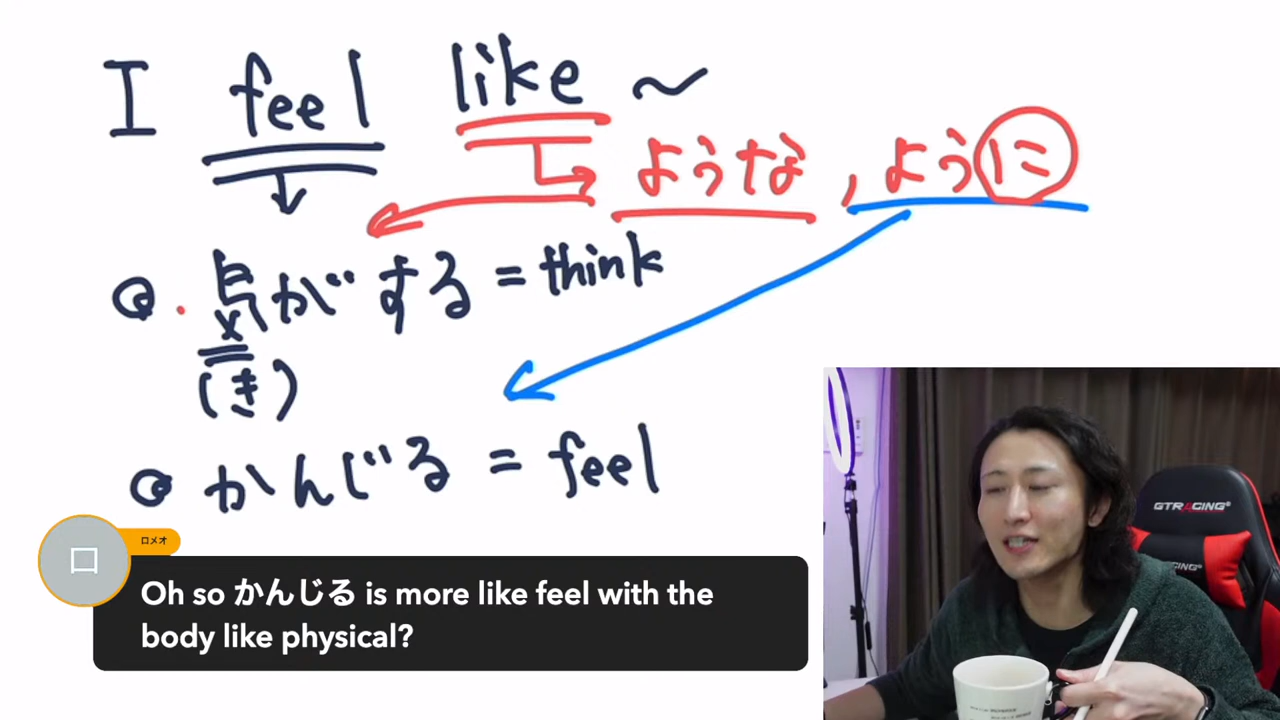 I feel like ~
ような, ように
気がする = think
(き)
かんじる = feel
ロメオ
ロ
Oh so かんじる is more like feel with the
body like physical?
GTRACING